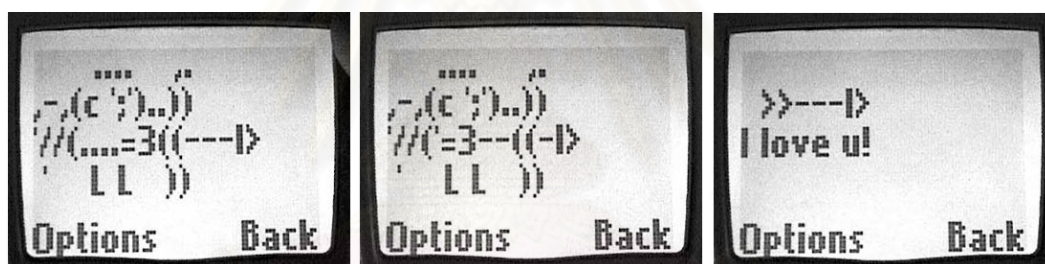 .... ,.
,-,(c ';')..))
'//(....=3((---|>
' L L ))
Options Back
.... ,.
,-,(c ';')..))
'//('=3--((-|>
' L L ))
Options Back
>>---|>
I love u!
Options Back